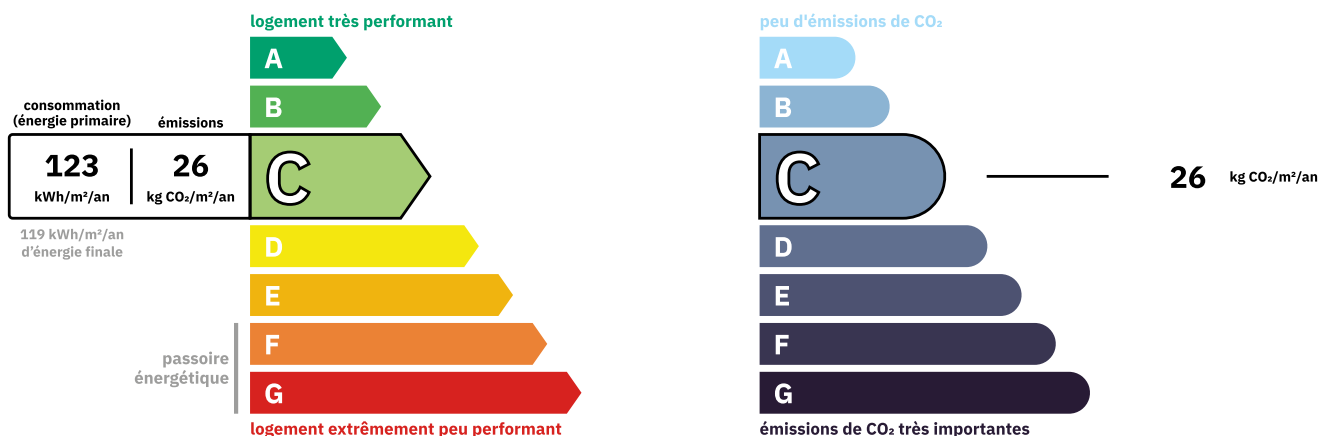 logement très performant
A
B
consommation
(énergie primaire)
émissions
123
kWh/m²/an
26
kg CO₂/m²/an
C
119 kWh/m²/an
d'énergie finale
D
E
passoire
énergétique
F
G
logement extrêmement peu performant
peu d'émissions de CO₂
A
B
C
26 kg CO₂/m²/an
D
E
F
G
émissions de CO₂ très importantes